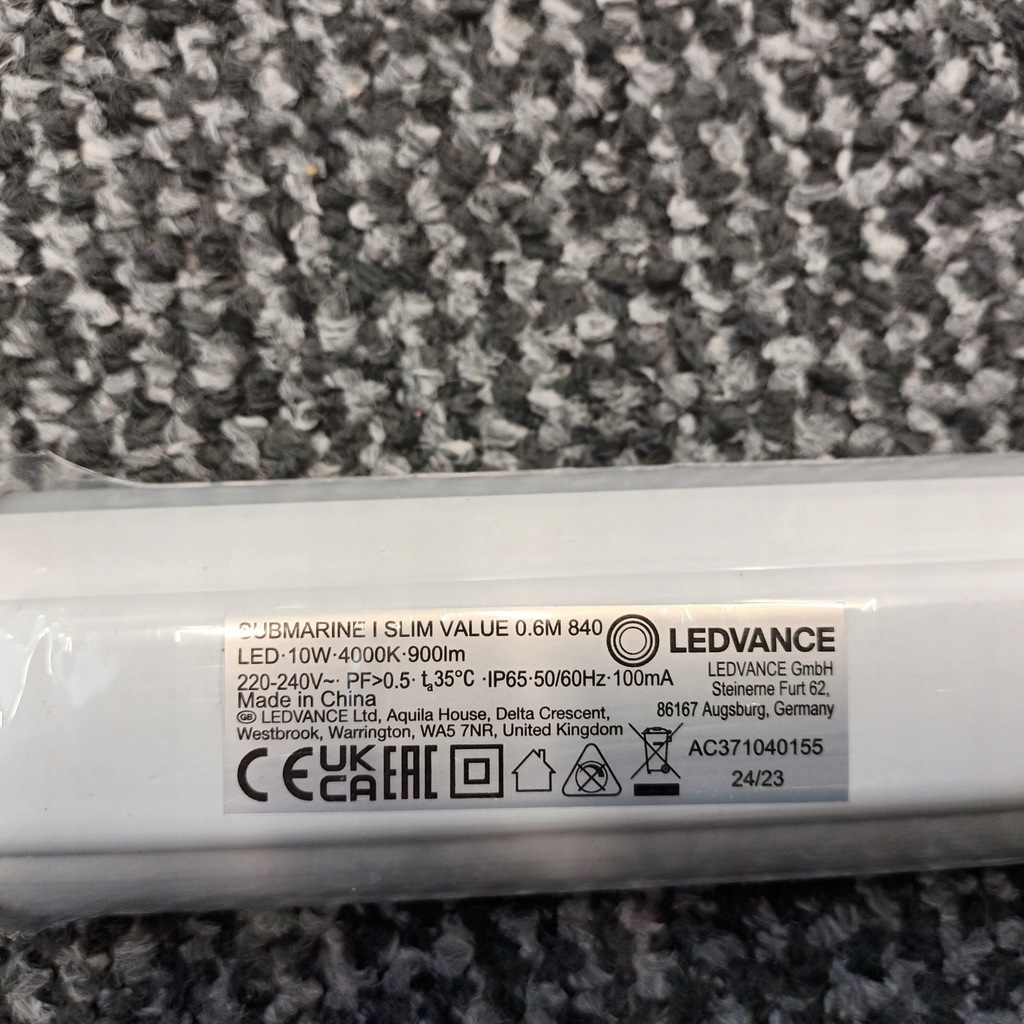 SUBMARINE I SLIM VALUE 0.6M 840
LED·10W·4000K·900lm
220-240V~· PF>0.5· ta35°C ·IP65·50/60Hz·100mA
Made in China
GB LEDVANCE Ltd, Aquila House, Delta Crescent,
Westbrook, Warrington, WA5 7NR, United Kingdom
CE UKCA EAC
LEDVANCE
LEDVANCE GmbH
Steinerne Furt 62,
86167 Augsburg, Germany
AC371040155
24/23